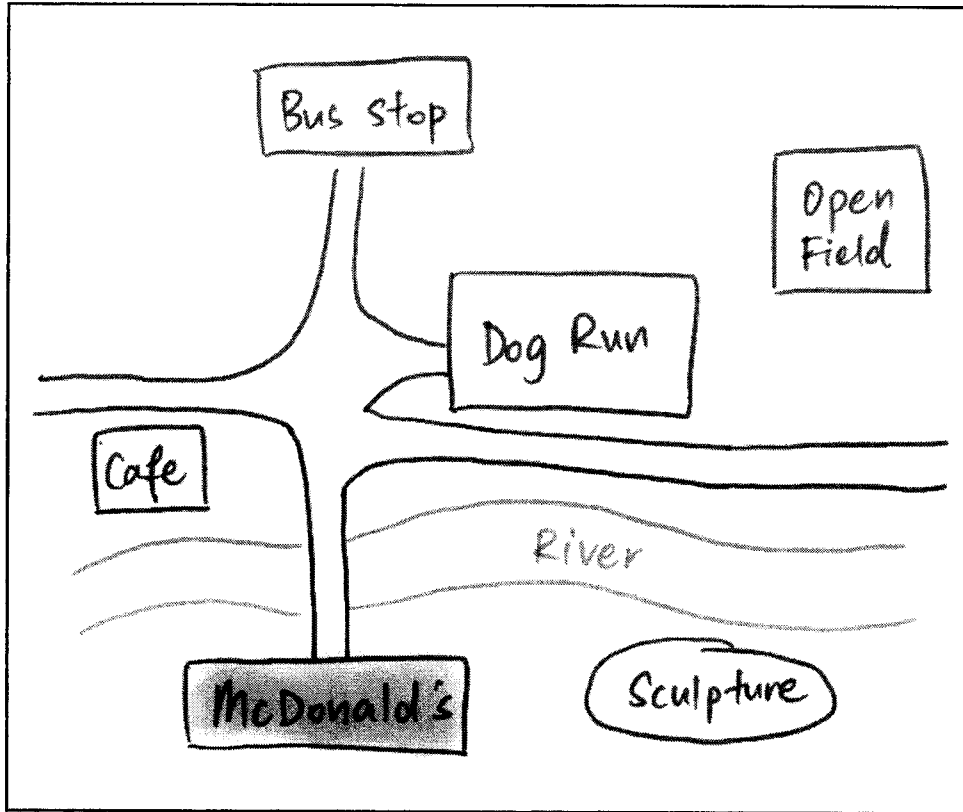 Bus stop
Open
Field
Dog Run
Cafe
River
McDonald's
Sculpture